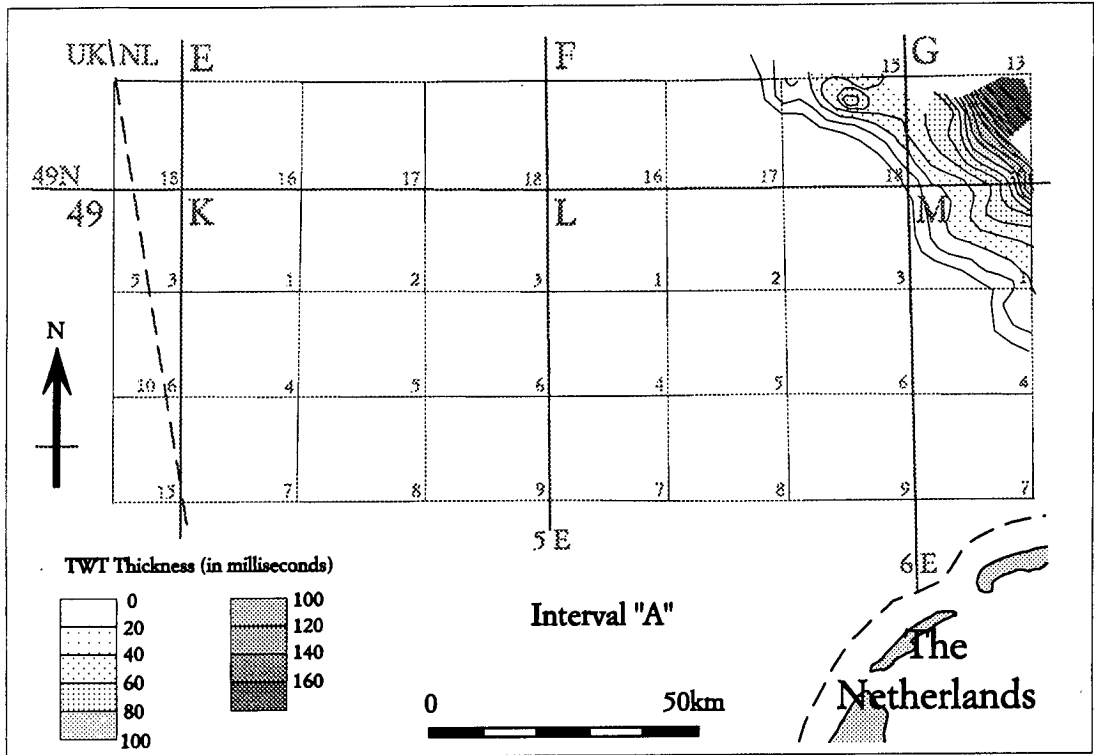 UK\NL E F G
15 13
49N 18 16 17 18 16 17 18
49 K L M
5 3 1 2 3 1 2 3 1
N
10 6 4 5 6 4 5 6 4
15 7 8 9 7 8 9 7
5 E
6 E
TWT Thickness (in milliseconds)
0
20
40
60
80
100
100
120
140
160
Interval "A"
0 50km
The
Netherlands